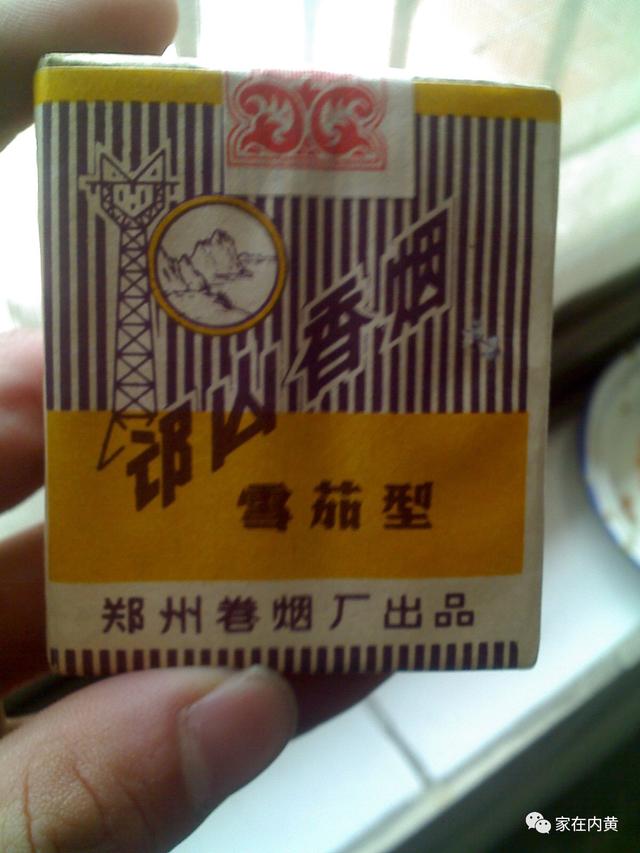 邙山香烟
雪茄型
郑州卷烟厂出品
家在内黄